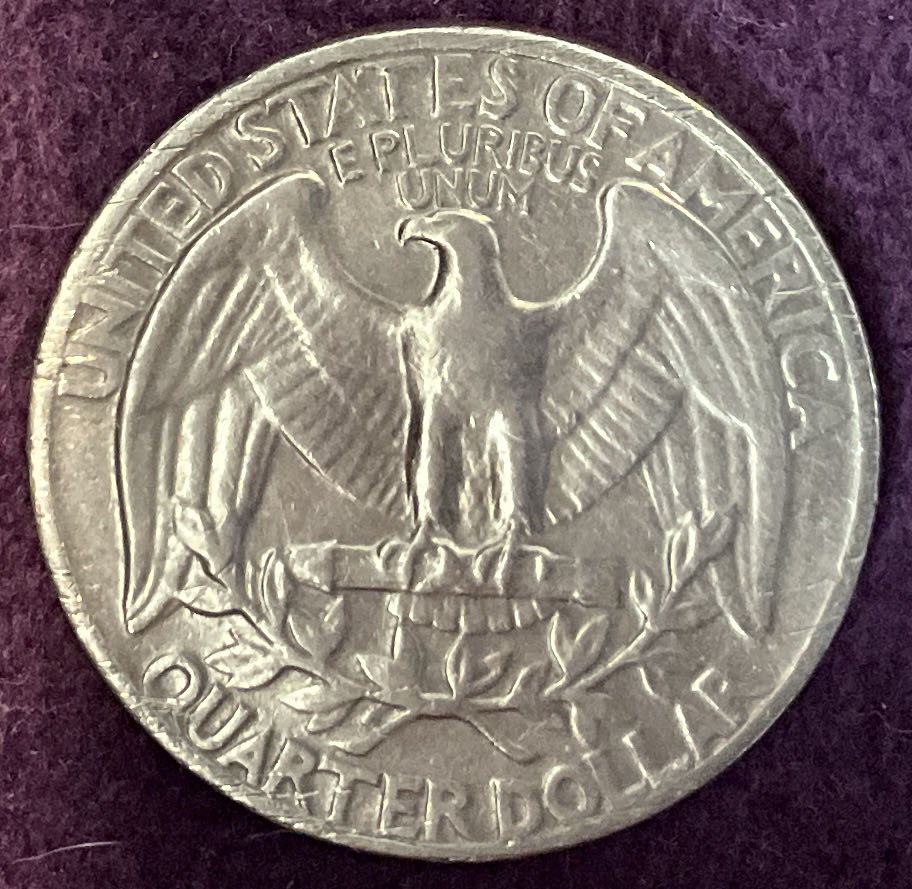 UNITED STATES OF AMERICA
E PLURIBUS
UNUM
QUARTER DOLLAR